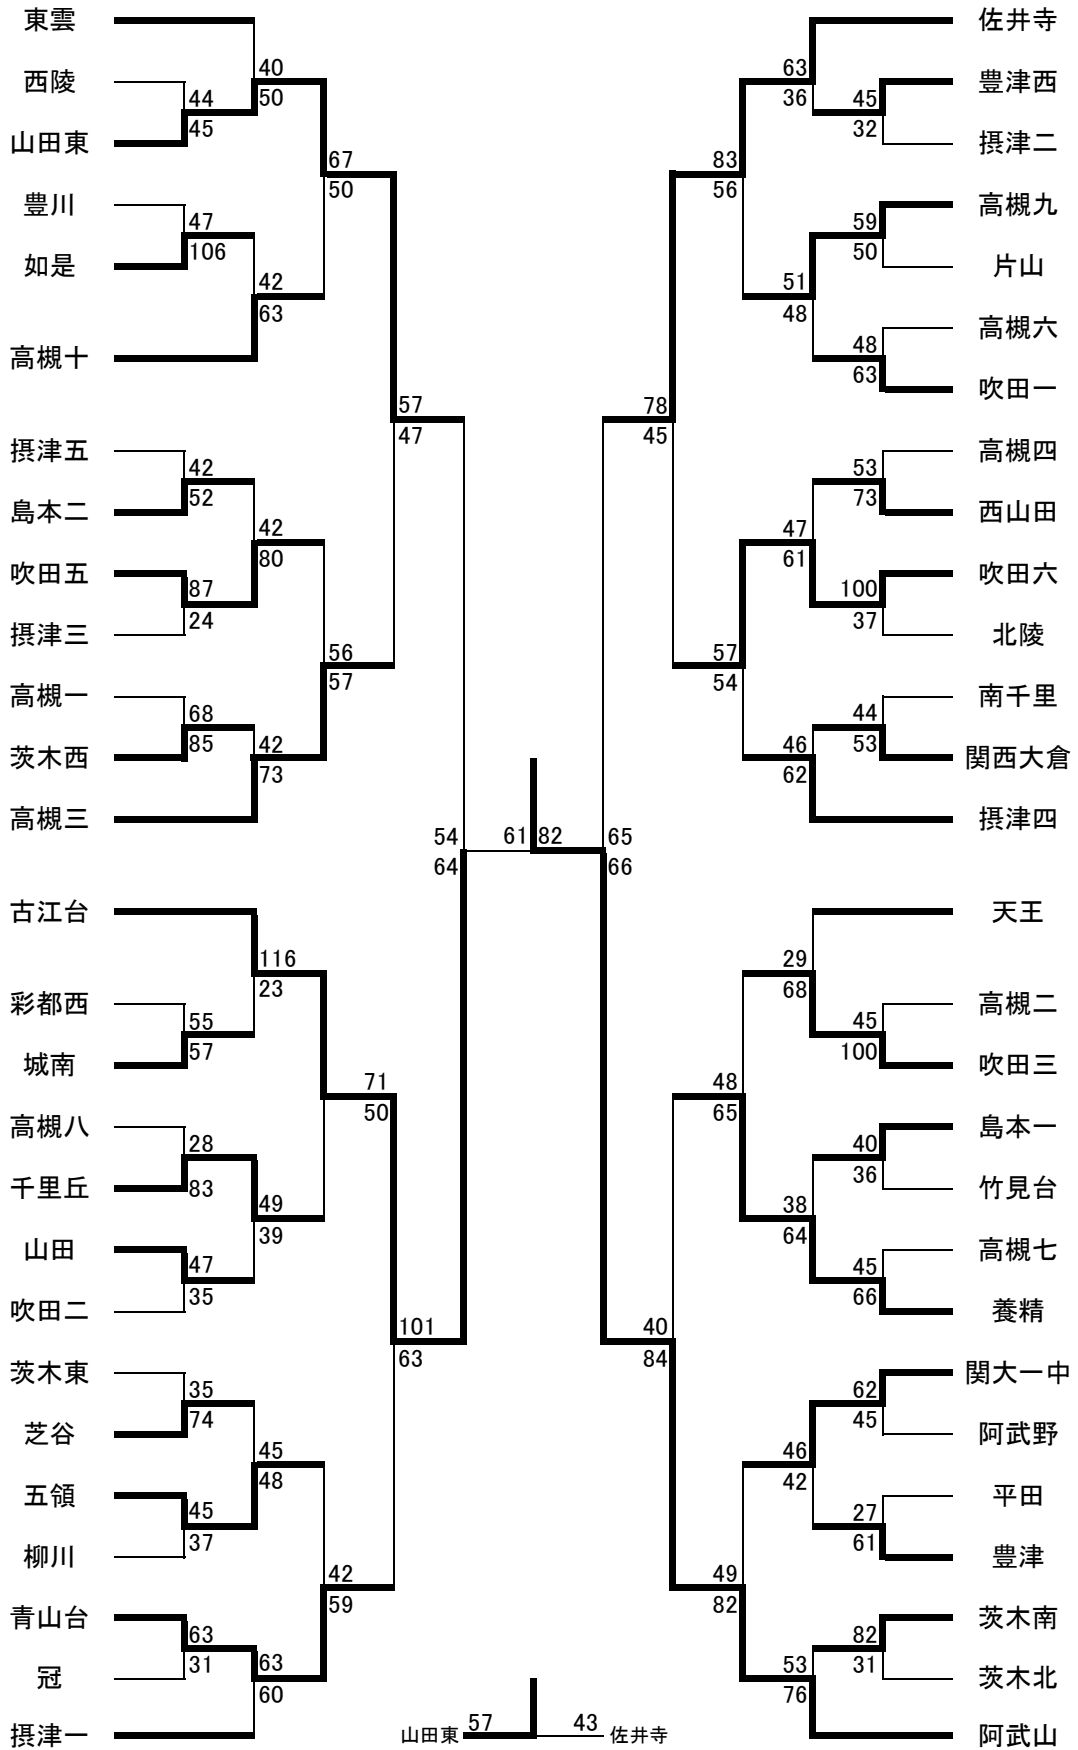 東雲
西陵
山田東
豊川
如是
高槻十
摂津五
島本二
吹田五
摂津三
高槻一
茨木西
高槻三
古江台
彩都西
城南
高槻八
千里丘
山田
吹田二
茨木東
芝谷
五領
柳川
青山台
冠
摂津一
44
45
47
106
42
52
87
24
68
85
55
57
28
83
47
35
35
74
45
37
63
31
40
50
42
63
42
80
42
73
116
23
49
39
45
48
63
60
67
50
56
57
71
50
42
59
57
47
101
63
54
64
61
82
65
66
78
45
40
84
83
56
57
54
48
65
49
82
63
36
51
48
47
61
46
62
29
68
38
64
46
42
53
76
45
32
59
50
48
63
53
73
100
37
44
53
45
100
40
36
45
66
62
45
27
61
82
31
佐井寺
豊津西
摂津二
高槻九
片山
高槻六
吹田一
高槻四
西山田
吹田六
北陵
南千里
関西大倉
摂津四
天王
高槻二
吹田三
島本一
竹見台
高槻七
養精
関大一中
阿武野
平田
豊津
茨木南
茨木北
阿武山
山田東 57 43 佐井寺